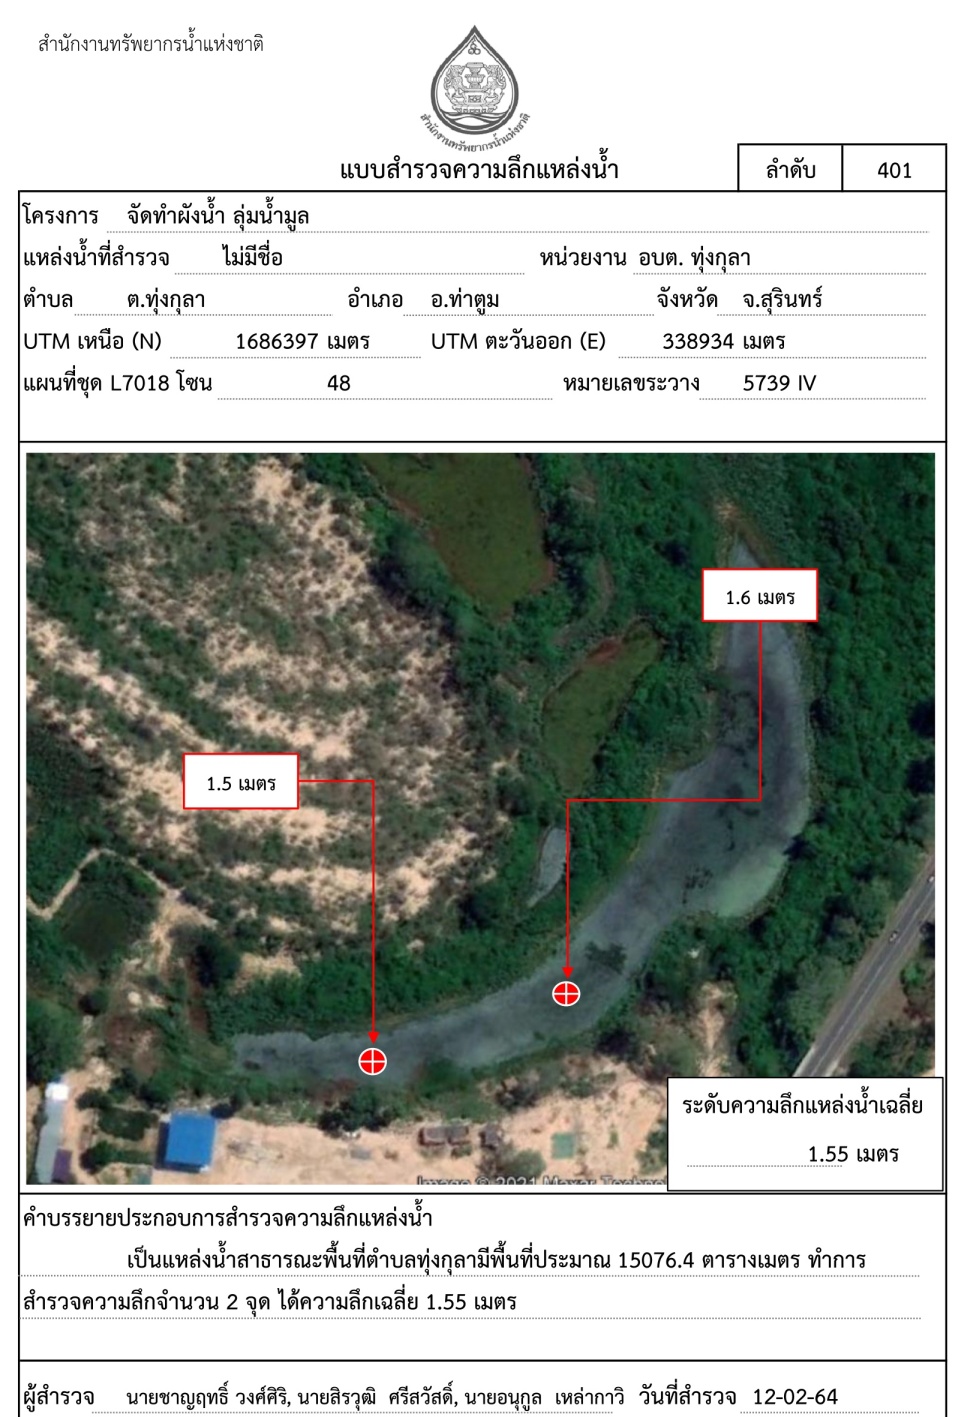 สำนักงานทรัพยากรน้ำแห่งชาติ
สำนักงานทรัพยากรน้ำแห่งชาติ
แบบสำรวจความลึกแหล่งน้ำ
ลำดับ 401
โครงการ จัดทำผังน้ำ ลุ่มน้ำมูล
แหล่งน้ำที่สำรวจ ไม่มีชื่อ หน่วยงาน อบต. ทุ่งกุลา
ตำบล ต.ทุ่งกุลา อำเภอ อ.ท่าตูม จังหวัด จ.สุรินทร์
UTM เหนือ (N) 1686397 เมตร UTM ตะวันออก (E) 338934 เมตร
แผนที่ชุด L7018 โซน 48 หมายเลขระวาง 5739 IV
1.6 เมตร
1.5 เมตร
ระดับความลึกแหล่งน้ำเฉลี่ย
1.55 เมตร
Image © 2021 Maxar Techno
คำบรรยายประกอบการสำรวจความลึกแหล่งน้ำ
เป็นแหล่งน้ำสาธารณะพื้นที่ตำบลทุ่งกุลามีพื้นที่ประมาณ 15076.4 ตารางเมตร ทำการ
สำรวจความลึกจำนวน 2 จุด ได้ความลึกเฉลี่ย 1.55 เมตร
ผู้สำรวจ นายชาญฤทธิ์ วงศ์ศิริ, นายสิรวุฒิ ศรีสวัสดิ์, นายอนุกูล เหล่ากาวิ วันที่สำรวจ 12-02-64